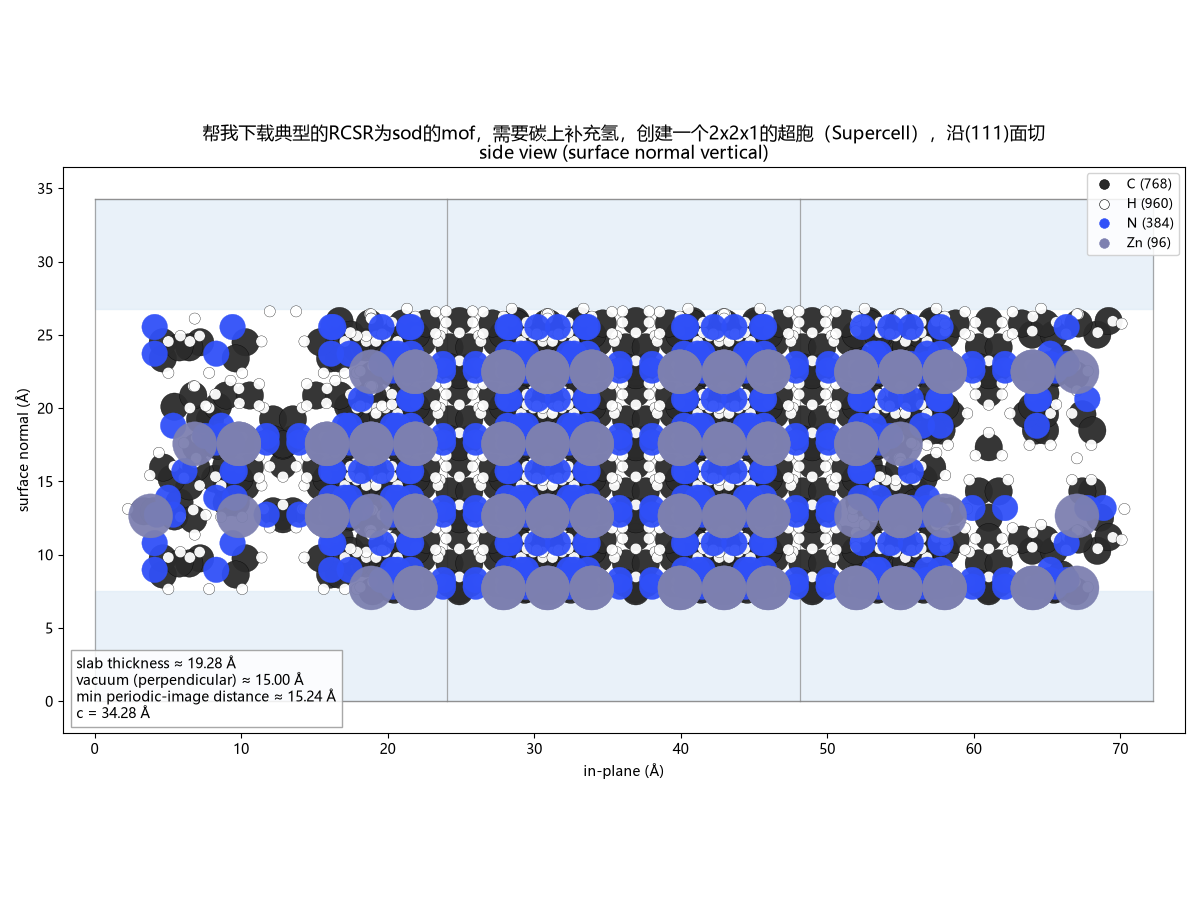 帮我下载典型的RCSR为sod的mof，需要碳上补充氢，创建一个2x2x1的超胞（Supercell），沿(111)面切
side view (surface normal vertical)
C (768)
H (960)
N (384)
Zn (96)
surface normal (Å)
35
30
25
20
15
10
5
0
slab thickness ≈ 19.28 Å
vacuum (perpendicular) ≈ 15.00 Å
min periodic-image distance ≈ 15.24 Å
c = 34.28 Å
0 10 20 30 40 50 60 70
in-plane (Å)